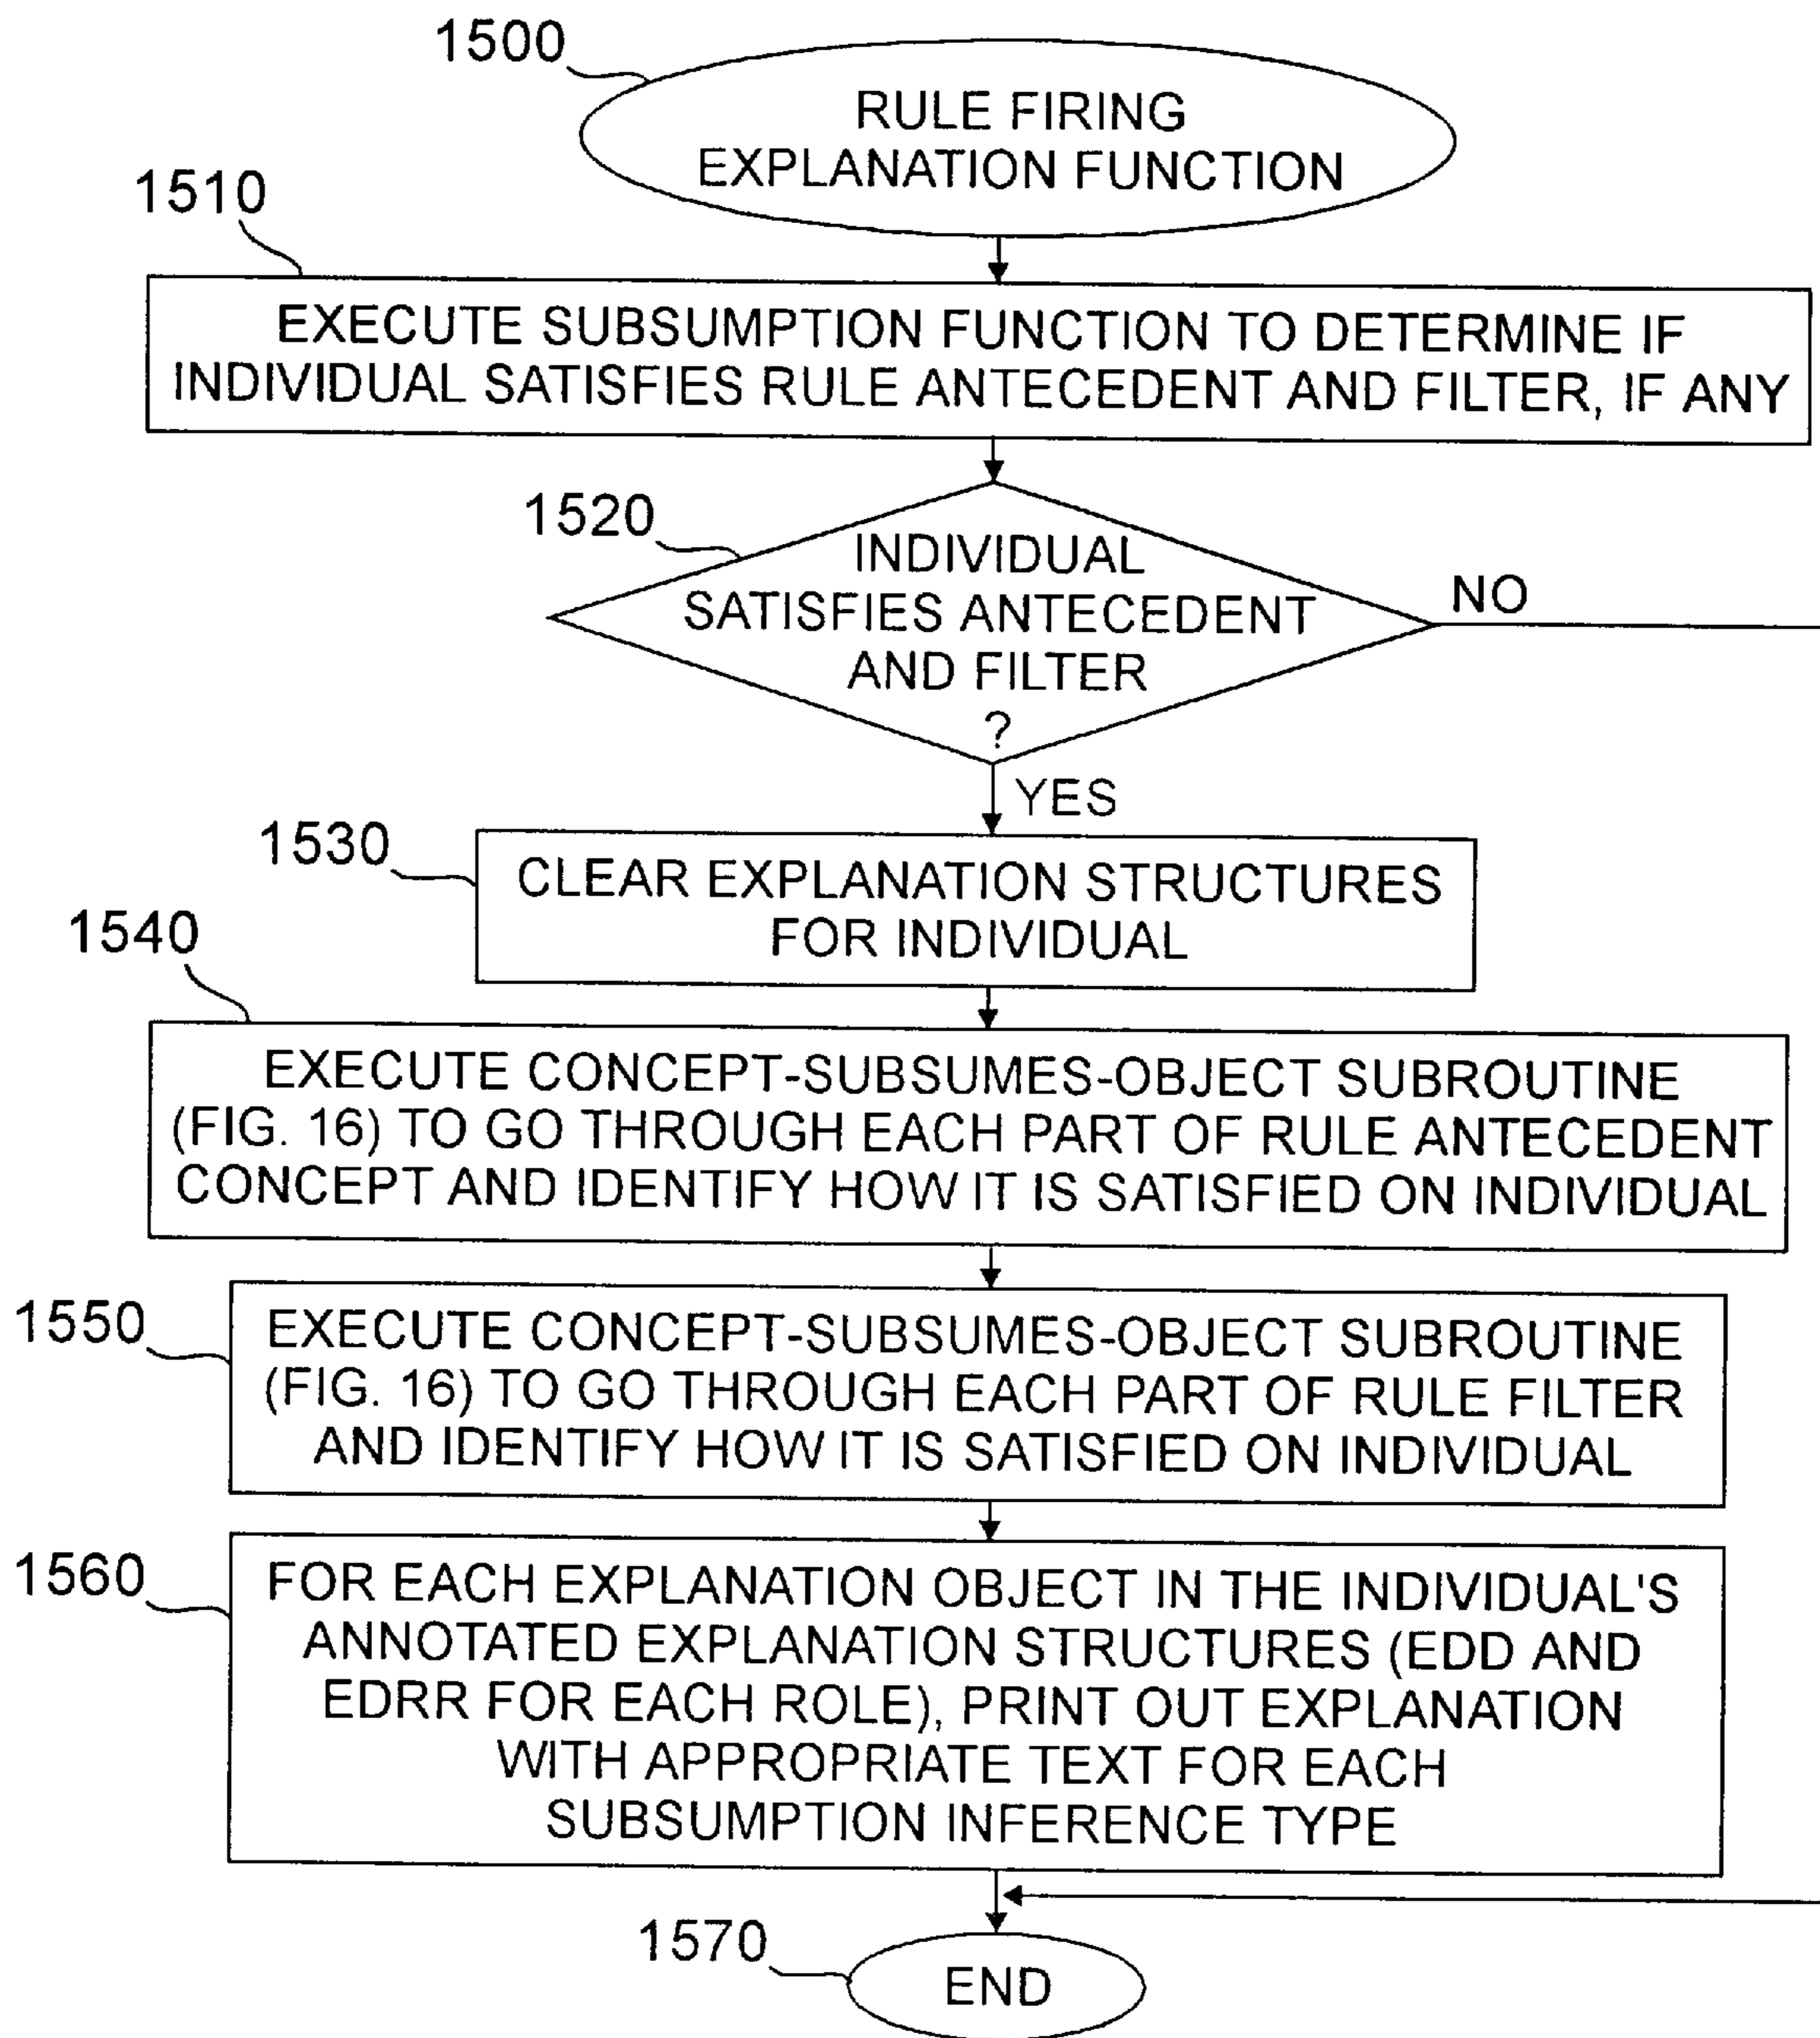 1500
RULE FIRING
EXPLANATION FUNCTION
1510
EXECUTE SUBSUMPTION FUNCTION TO DETERMINE IF
INDIVIDUAL SATISFIES RULE ANTECEDENT AND FILTER, IF ANY
1520
INDIVIDUAL
SATISFIES ANTECEDENT
AND FILTER
?
NO
YES
1530
CLEAR EXPLANATION STRUCTURES
FOR INDIVIDUAL
1540
EXECUTE CONCEPT-SUBSUMES-OBJECT SUBROUTINE
(FIG. 16) TO GO THROUGH EACH PART OF RULE ANTECEDENT
CONCEPT AND IDENTIFY HOW IT IS SATISFIED ON INDIVIDUAL
1550
EXECUTE CONCEPT-SUBSUMES-OBJECT SUBROUTINE
(FIG. 16) TO GO THROUGH EACH PART OF RULE FILTER
AND IDENTIFY HOW IT IS SATISFIED ON INDIVIDUAL
1560
FOR EACH EXPLANATION OBJECT IN THE INDIVIDUAL'S
ANNOTATED EXPLANATION STRUCTURES (EDD AND
EDRR FOR EACH ROLE), PRINT OUT EXPLANATION
WITH APPROPRIATE TEXT FOR EACH
SUBSUMPTION INFERENCE TYPE
1570
END